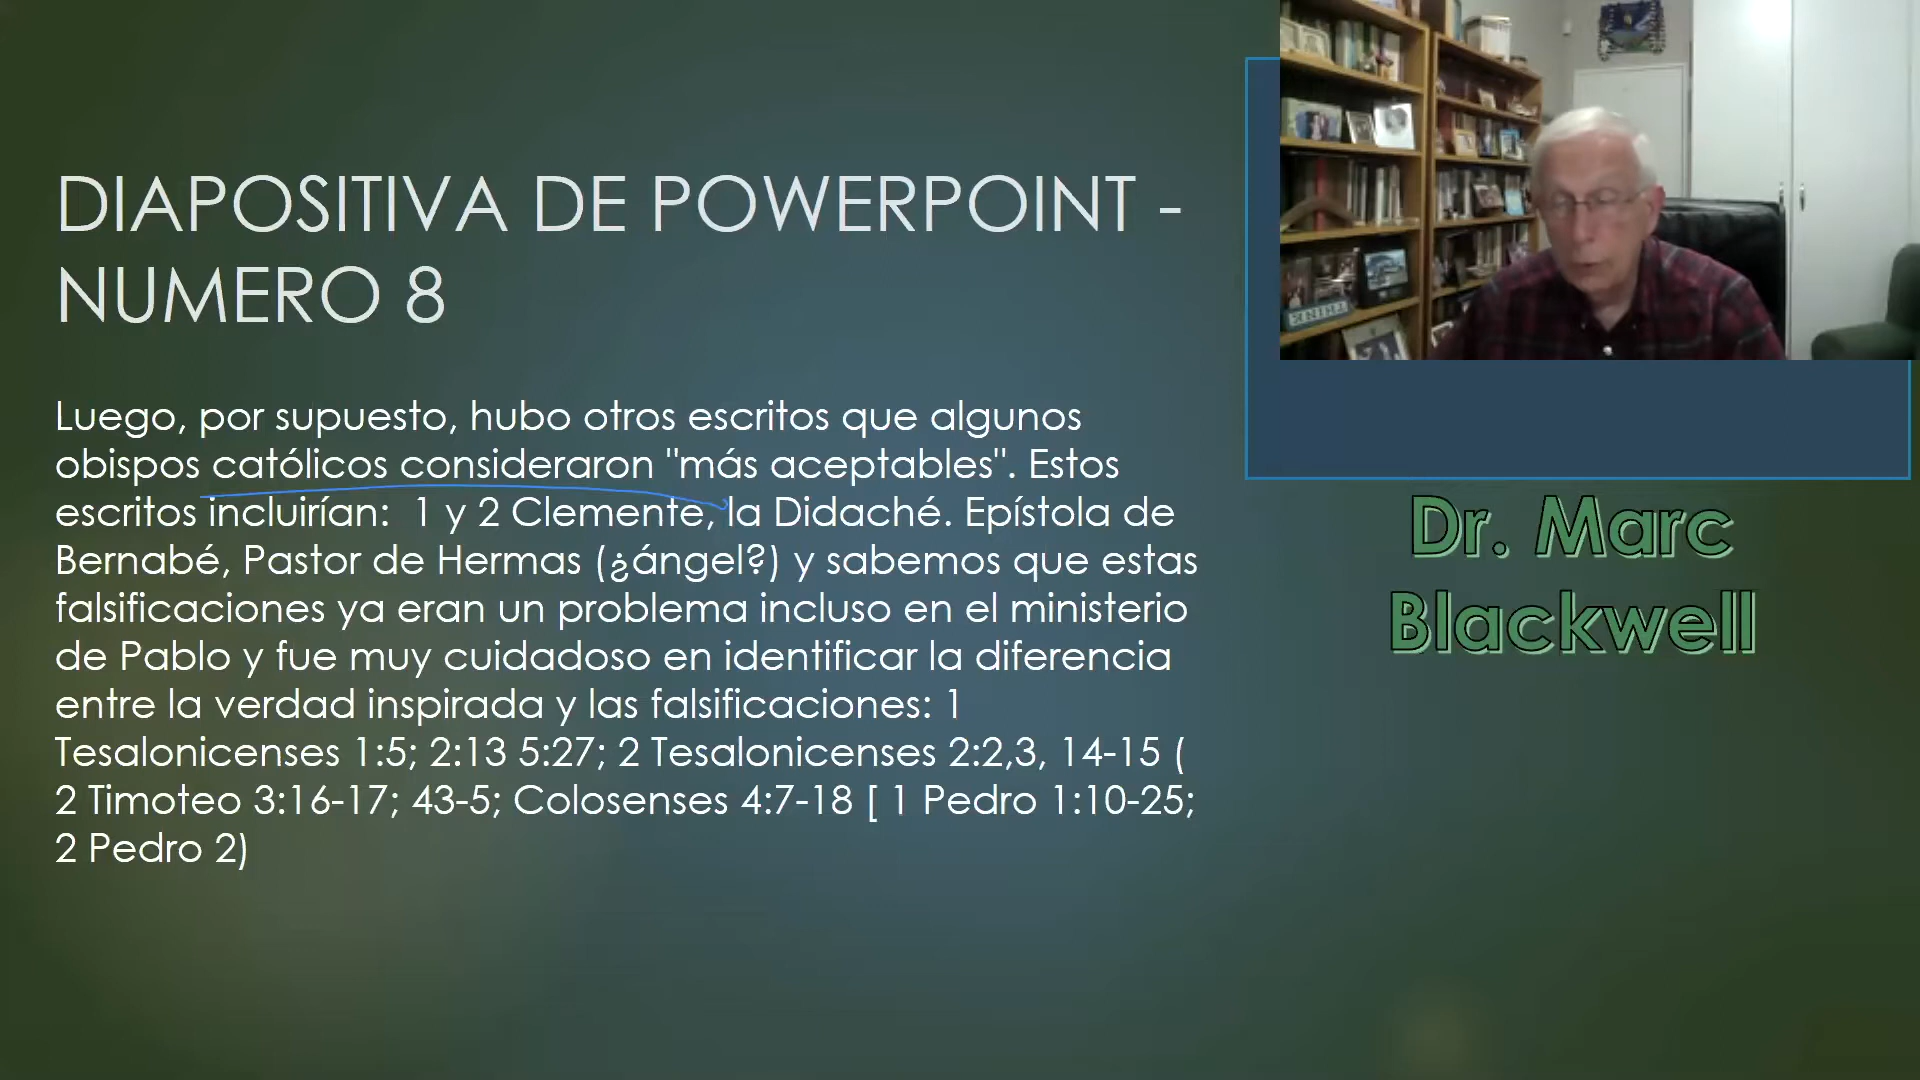 DIAPOSITIVA DE POWERPOINT -
NUMERO 8
Luego, por supuesto, hubo otros escritos que algunos
obispos católicos consideraron "más aceptables". Estos
escritos incluirían:  1 y 2 Clemente, la Didaché. Epístola de
Bernabé, Pastor de Hermas (¿ángel?) y sabemos que estas
falsificaciones ya eran un problema incluso en el ministerio
de Pablo y fue muy cuidadoso en identificar la diferencia
entre la verdad inspirada y las falsificaciones: 1
Tesalonicenses 1:5; 2:13 5:27; 2 Tesalonicenses 2:2,3, 14-15 (
2 Timoteo 3:16-17; 43-5; Colosenses 4:7-18 [ 1 Pedro 1:10-25;
2 Pedro 2)
THINK
Dr. Marc
Blackwell